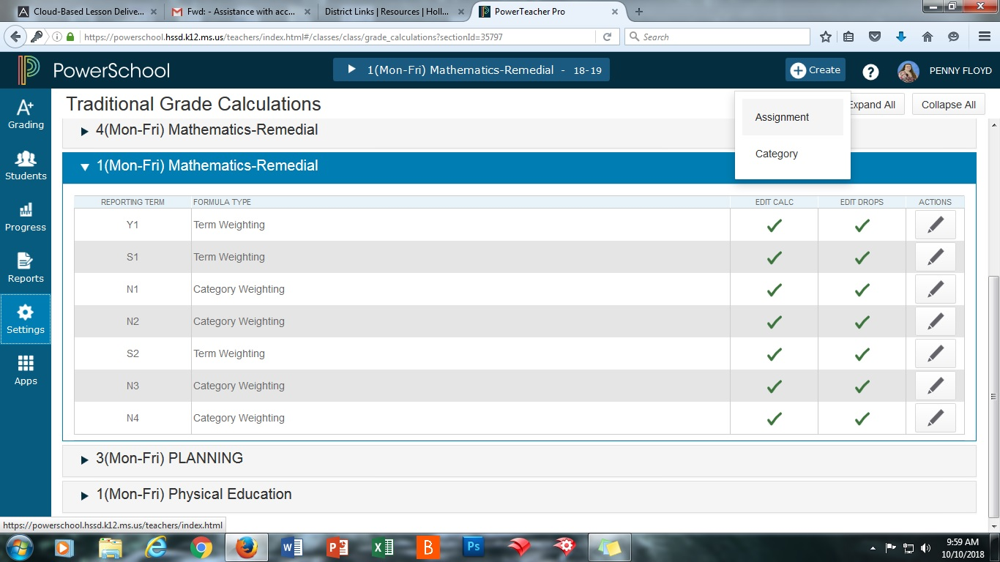 Cloud-Based Lesson Delive...
Fwd: - Assistance with acc...
District Links | Resources | Holl...
PowerTeacher Pro
https://powerschool.hssd.k12.ms.us/teachers/index.html#/classes/class/grade_calculations?sectionId=35797
Search
PowerSchool
1(Mon-Fri) Mathematics-Remedial - 18-19
Create
PENNY FLOYD
Traditional Grade Calculations
Expand All
Collapse All
Assignment
Category
Grading
Students
Progress
Reports
Settings
Apps
4(Mon-Fri) Mathematics-Remedial
1(Mon-Fri) Mathematics-Remedial
REPORTING TERM FORMULA TYPE EDIT CALC EDIT DROPS ACTIONS
Y1 Term Weighting
S1 Term Weighting
N1 Category Weighting
N2 Category Weighting
S2 Term Weighting
N3 Category Weighting
N4 Category Weighting
3(Mon-Fri) PLANNING
1(Mon-Fri) Physical Education
https://powerschool.hssd.k12.ms.us/teachers/index.html
9:59 AM
10/10/2018